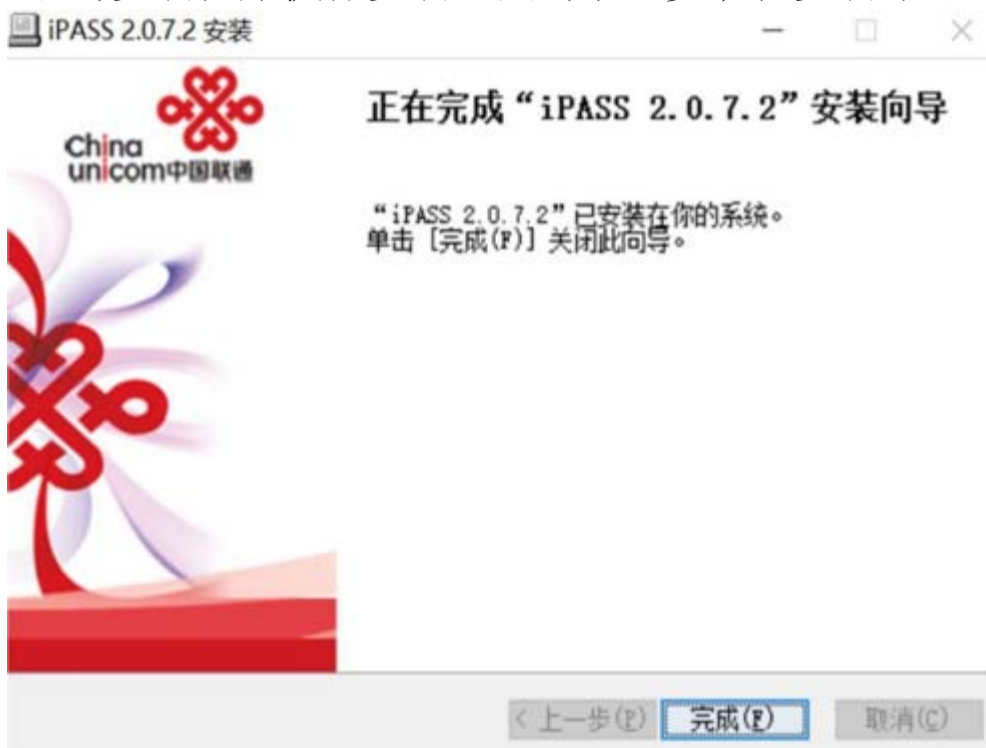 iPASS 2.0.7.2 安装
China
unicom中国联通
正在完成“iPASS 2.0.7.2”安装向导
“iPASS 2.0.7.2”已安装在你的系统。
单击 [完成(F)] 关闭此向导。
< 上一步(P)
完成(F)
取消(C)